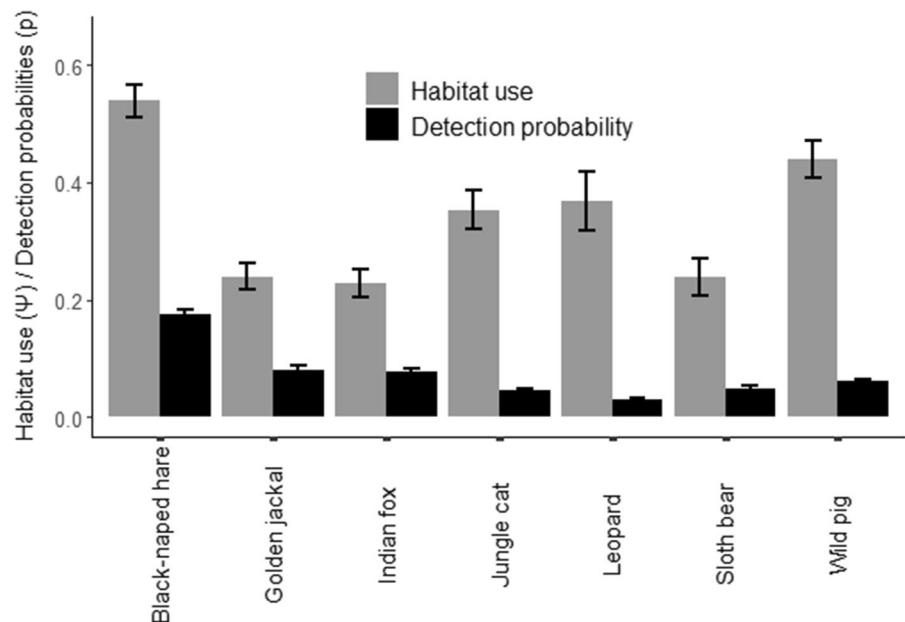 Habitat use (Ψ) / Detection probabilities (p)
0.6
0.4
0.2
0.0
Habitat use
Detection probability
Black-naped hare
Golden jackal
Indian fox
Jungle cat
Leopard
Sloth bear
Wild pig